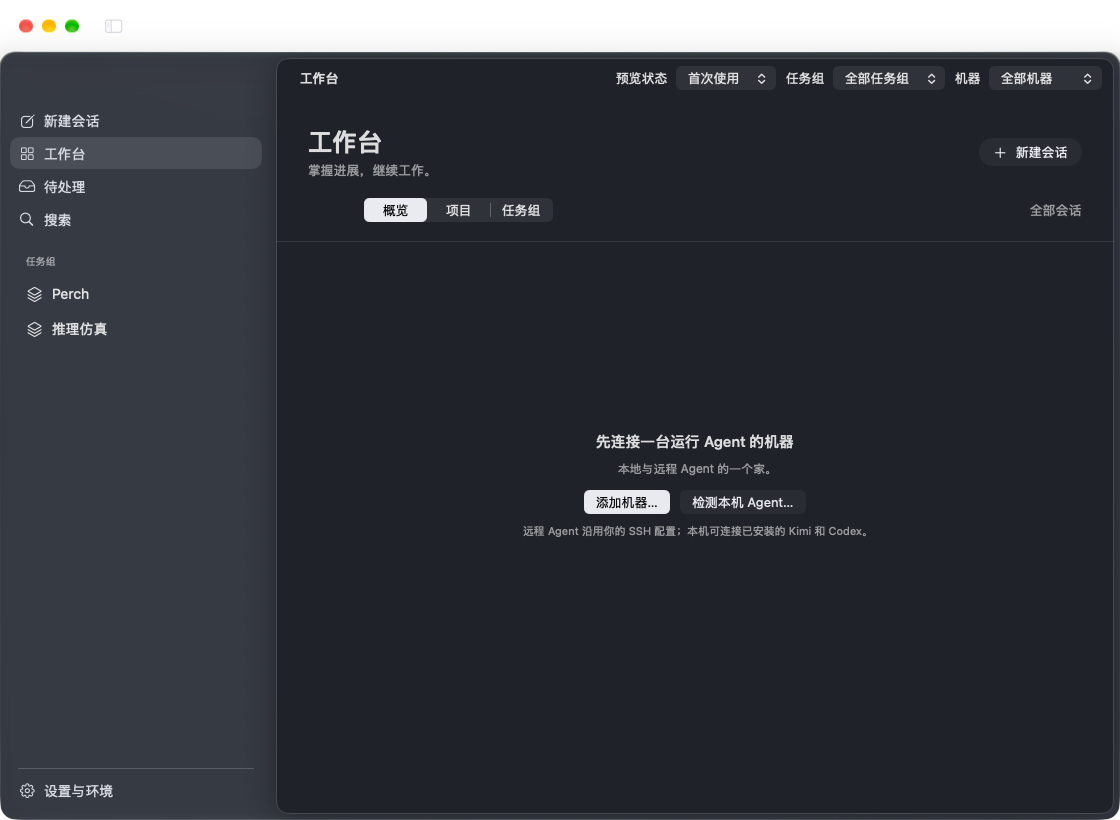 工作台
预览状态 首次使用 任务组 全部任务组 机器 全部机器
新建会话
工作台
待处理
搜索
任务组
Perch
推理仿真
设置与环境
工作台
掌握进展，继续工作。
新建会话
概览 项目 任务组
全部会话
先连接一台运行 Agent 的机器
本地与远程 Agent 的一个家。
添加机器... 检测本机 Agent...
远程 Agent 沿用你的 SSH 配置；本机可连接已安装的 Kimi 和 Codex。